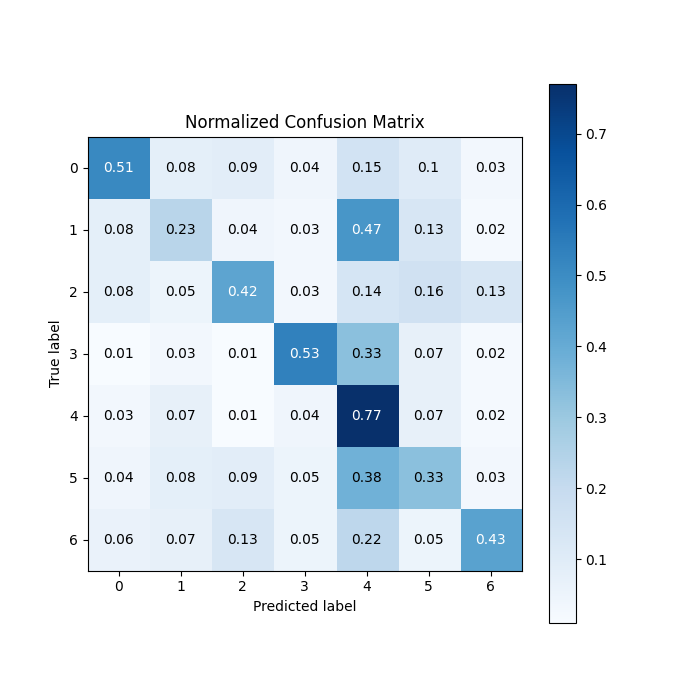 Normalized Confusion Matrix
0 0.51 0.08 0.09 0.04 0.15 0.1 0.03
1 0.08 0.23 0.04 0.03 0.47 0.13 0.02
2 0.08 0.05 0.42 0.03 0.14 0.16 0.13
3 0.01 0.03 0.01 0.53 0.33 0.07 0.02
4 0.03 0.07 0.01 0.04 0.77 0.07 0.02
5 0.04 0.08 0.09 0.05 0.38 0.33 0.03
6 0.06 0.07 0.13 0.05 0.22 0.05 0.43
0 1 2 3 4 5 6
Predicted label
True label
0.7
0.6
0.5
0.4
0.3
0.2
0.1